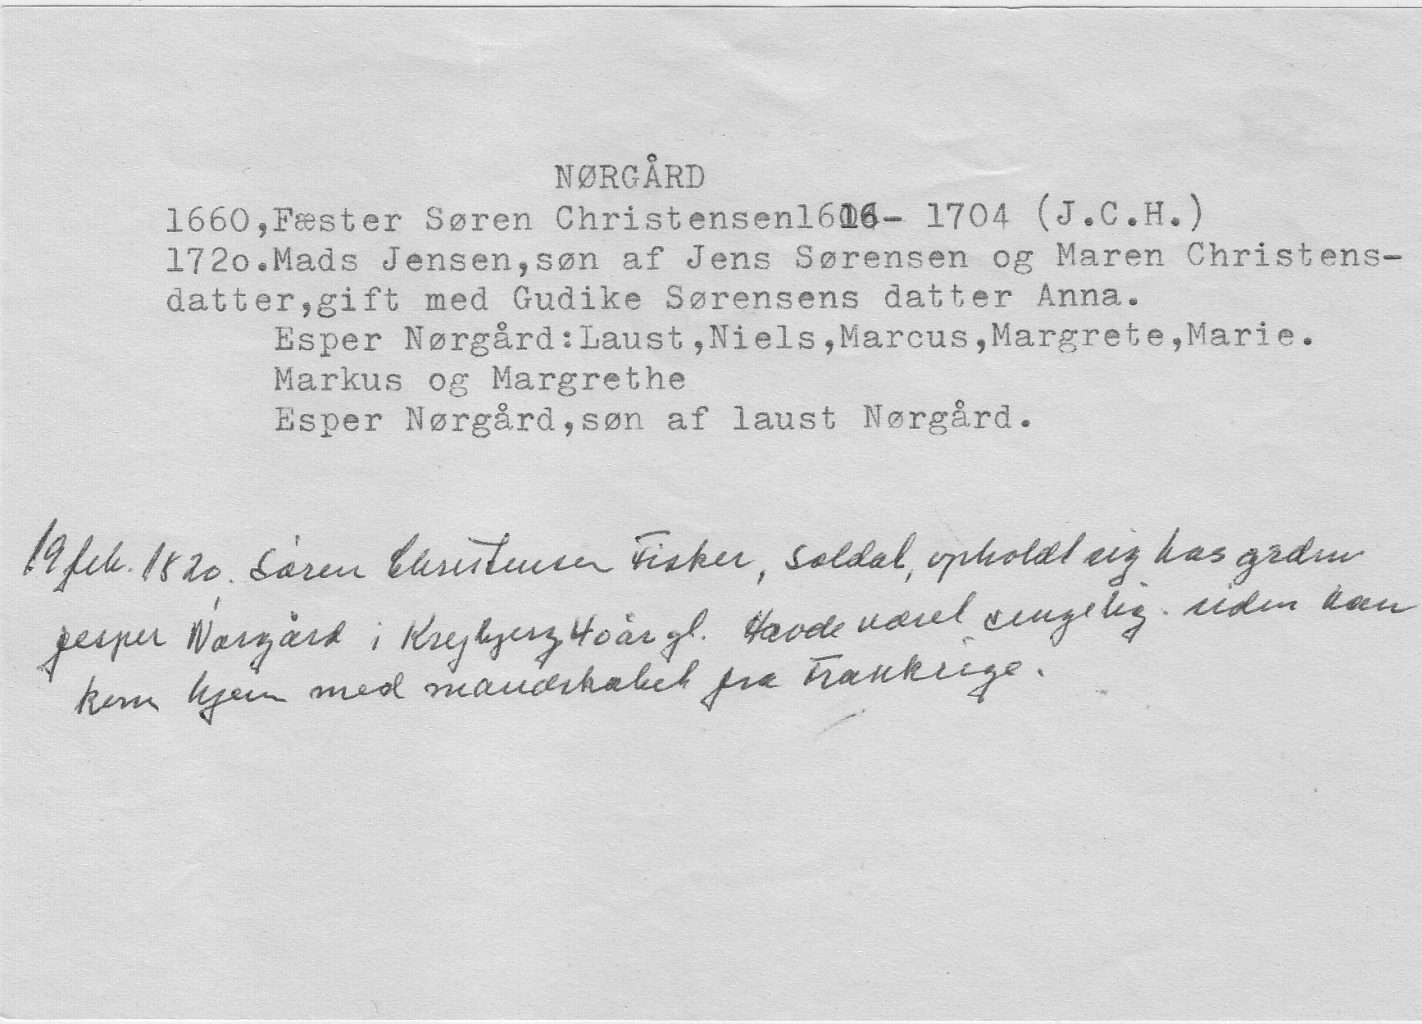 NØRGÅRD
1660,Fæster Søren Christensen1616- 1704 (J.C.H.)
172o.Mads Jensen,søn af Jens Sørensen og Maren Christens-
datter,gift med Gudike Sørensens datter Anna.
Esper Nørgård:Laust,Niels,Marcus,Margrete,Marie.
Markus og Margrethe
Esper Nørgård,søn af laust Nørgård.
19 feb. 1820. Søren Christensen Fisker, Soldat, opholdt sig hos grdm
Jesper Nørgård i Krejbjerg 40 år gl. Havde været sengelig. siden han
kom hjem med mandskabet fra Frankrige.